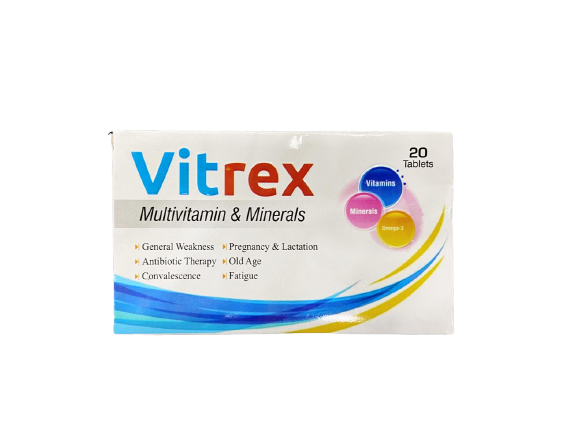 Vitrex
20
Tablets
Multivitamin & Minerals
Vitamins
Minerals
Omega-3
General Weakness
Pregnancy & Lactation
Antibiotic Therapy
Old Age
Convalescence
Fatigue